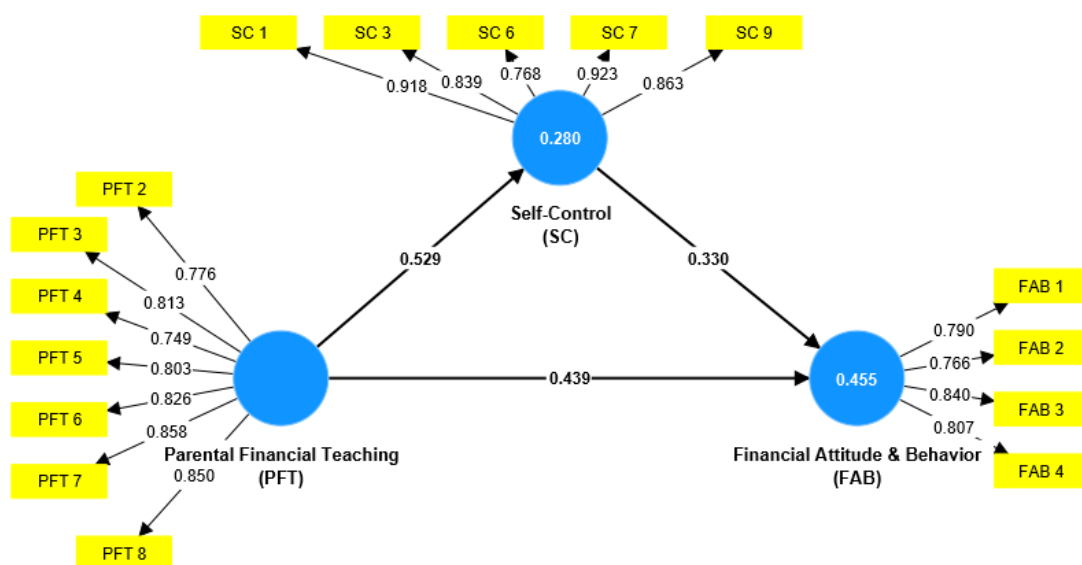 SC 1
SC 3
SC 6
SC 7
SC 9
0.918
0.839
0.768
0.923
0.863
0.280
Self-Control
(SC)
PFT 2
PFT 3
PFT 4
PFT 5
PFT 6
PFT 7
PFT 8
0.776
0.813
0.749
0.803
0.826
0.858
0.850
Parental Financial Teaching
(PFT)
0.529
0.330
0.439
0.455
Financial Attitude & Behavior
(FAB)
0.790
0.766
0.840
0.807
FAB 1
FAB 2
FAB 3
FAB 4